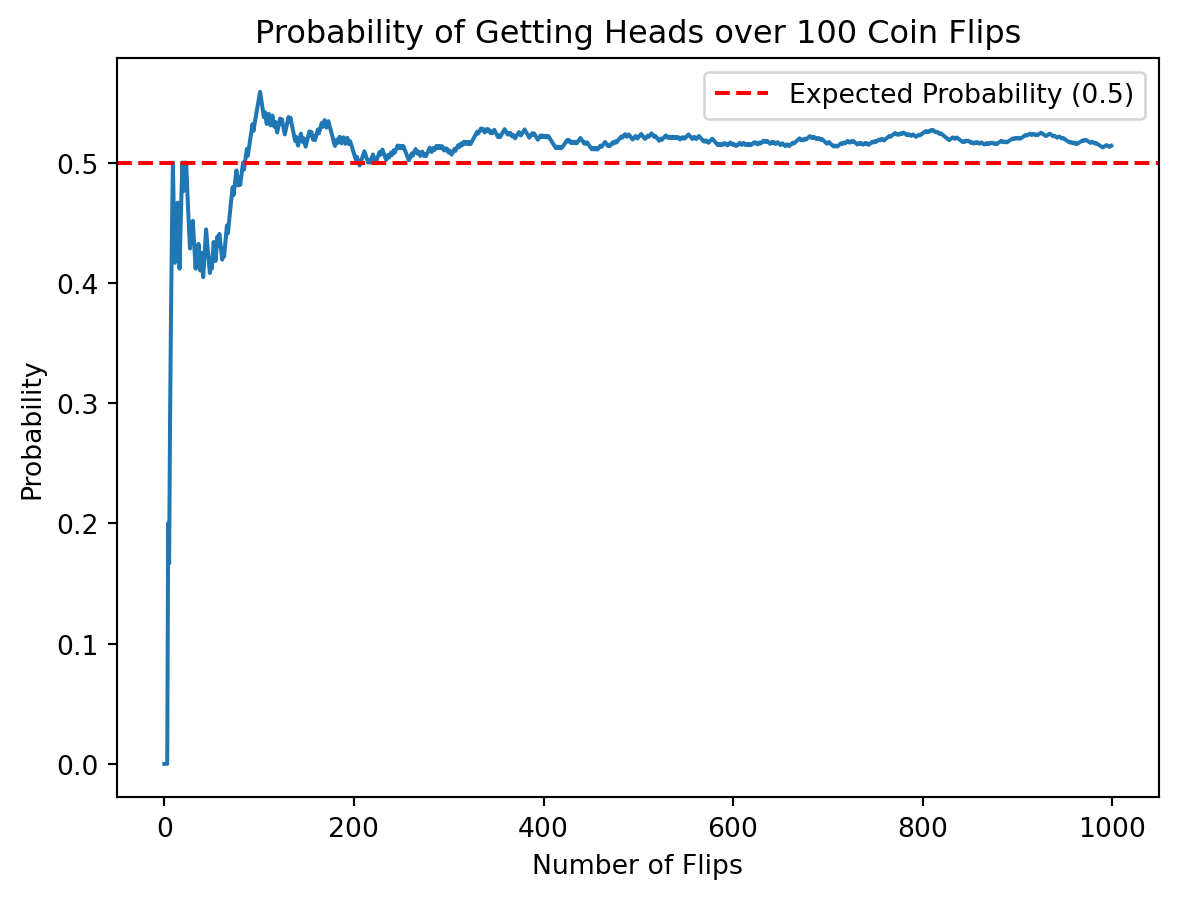 Probability of Getting Heads over 100 Coin Flips
Expected Probability (0.5)
Probability
0.5
0.4
0.3
0.2
0.1
0.0
0 200 400 600 800 1000
Number of Flips